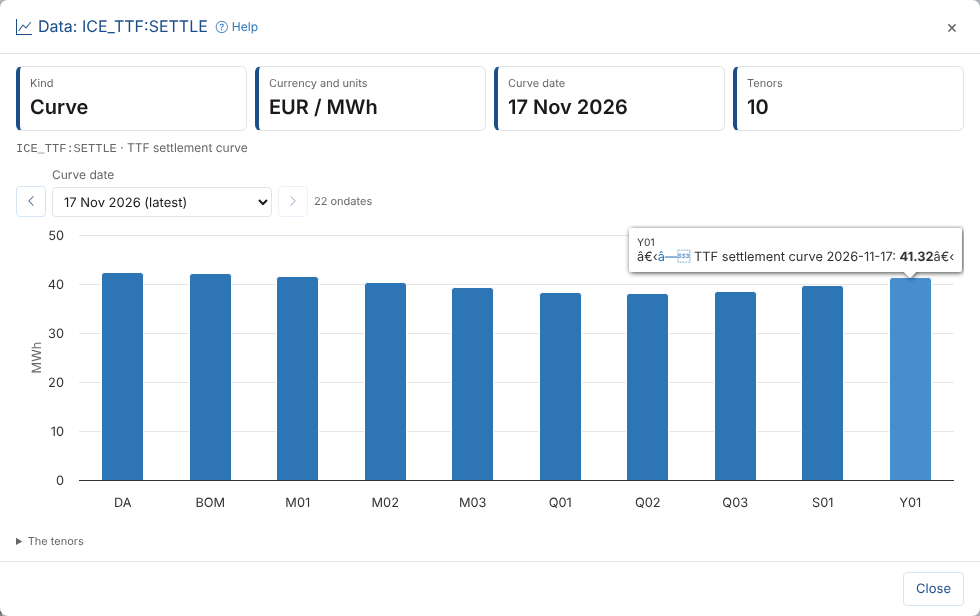 Data: ICE_TTF:SETTLE ? Help ×
Kind
Curve
Currency and units
EUR / MWh
Curve date
17 Nov 2026
Tenors
10
ICE_TTF:SETTLE · TTF settlement curve
Curve date
17 Nov 2026 (latest)
22 ondates
Y01
â€‹â— TTF settlement curve 2026-11-17: 41.32â€‹
50
40
30
20
10
0
MWh
DA BOM M01 M02 M03 Q01 Q02 Q03 S01 Y01
The tenors
Close